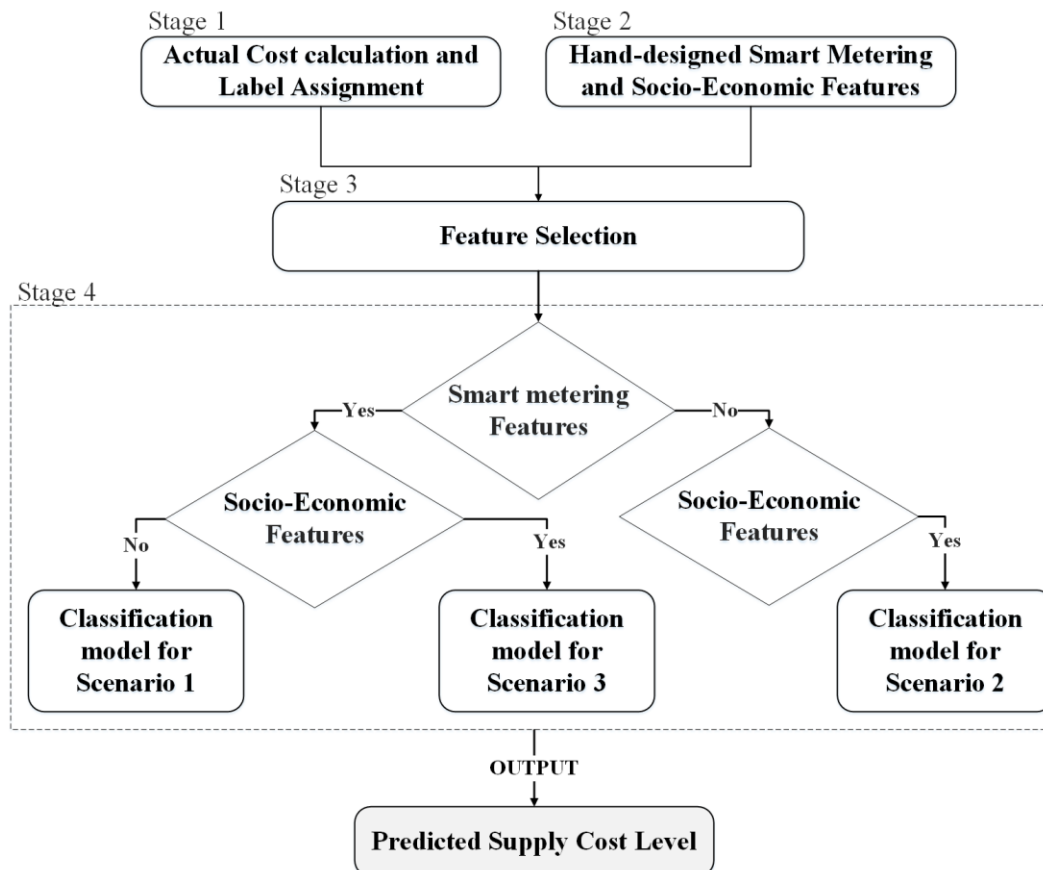 Stage 1
Actual Cost calculation and
Label Assignment
Stage 2
Hand-designed Smart Metering
and Socio-Economic Features
Stage 3
Feature Selection
Stage 4
Smart metering
Features
Yes
No
Socio-Economic
Features
Socio-Economic
Features
No
Yes
Yes
Classification
model for
Scenario 1
Classification
model for
Scenario 3
Classification
model for
Scenario 2
OUTPUT
Predicted Supply Cost Level